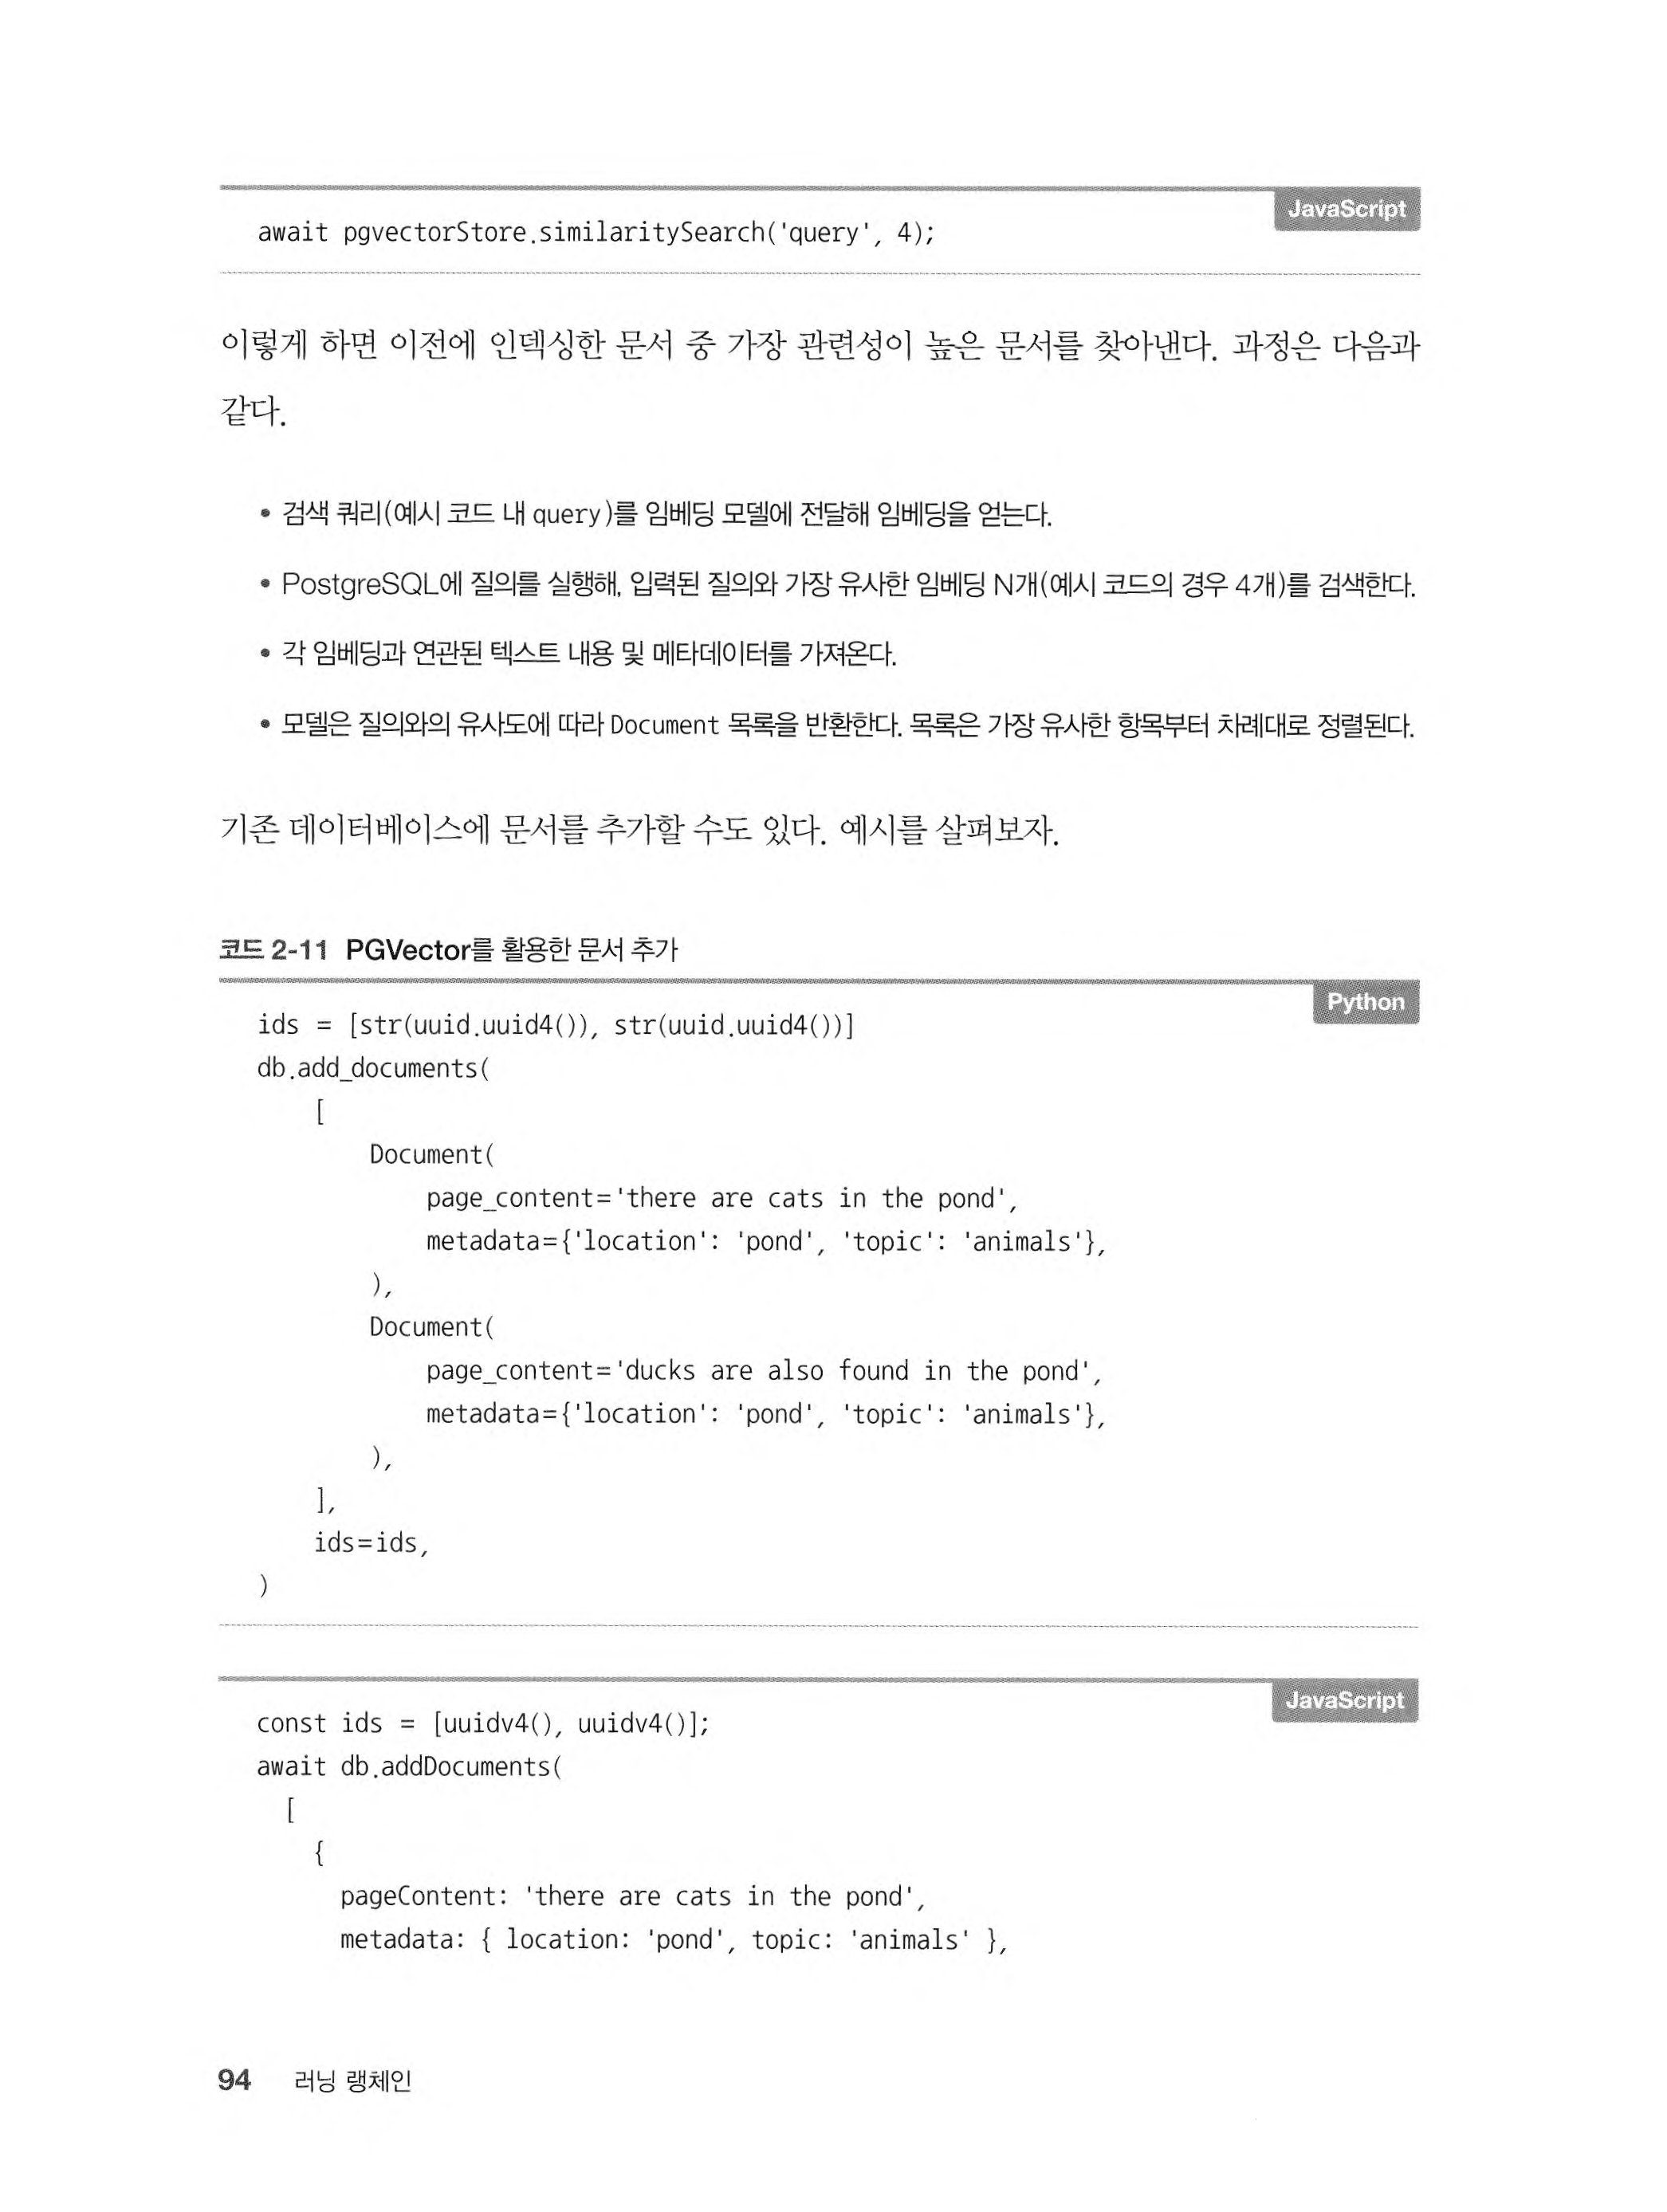 JavaScript
await pgvectorStore.similaritySearch('query', 4);
이렇게 하면 이전에 인덱싱한 문서 중 가장 관련성이 높은 문서를 찾아낸다. 과정은 다음과
같다.
• 검색 쿼리(예시 코드 내 query)를 임베딩 모델에 전달해 임베딩을 얻는다.
• PostgreSQL에 질의를 실행해, 입력된 질의와 가장 유사한 임베딩 N개(예시 코드의 경우 4개)를 검색한다.
• 각 임베딩과 연관된 텍스트 내용 및 메타데이터를 가져온다.
• 모델은 질의와의 유사도에 따라 Document 목록을 반환한다. 목록은 가장 유사한 항목부터 차례대로 정렬된다.
기존 데이터베이스에 문서를 추가할 수도 있다. 예시를 살펴보자.
코드 2-11 PGVector를 활용한 문서 추가
Python
ids = [str(uuid.uuid4()), str(uuid.uuid4())]
db.add_documents(
    [
        Document(
            page_content='there are cats in the pond',
            metadata={'location': 'pond', 'topic': 'animals'},
        ),
        Document(
            page_content='ducks are also found in the pond',
            metadata={'location': 'pond', 'topic': 'animals'},
        ),
    ],
    ids=ids,
)
JavaScript
const ids = [uuidv4(), uuidv4()];
await db.addDocuments(
  [
    {
      pageContent: 'there are cats in the pond',
      metadata: { location: 'pond', topic: 'animals' },
94 러닝 랭체인